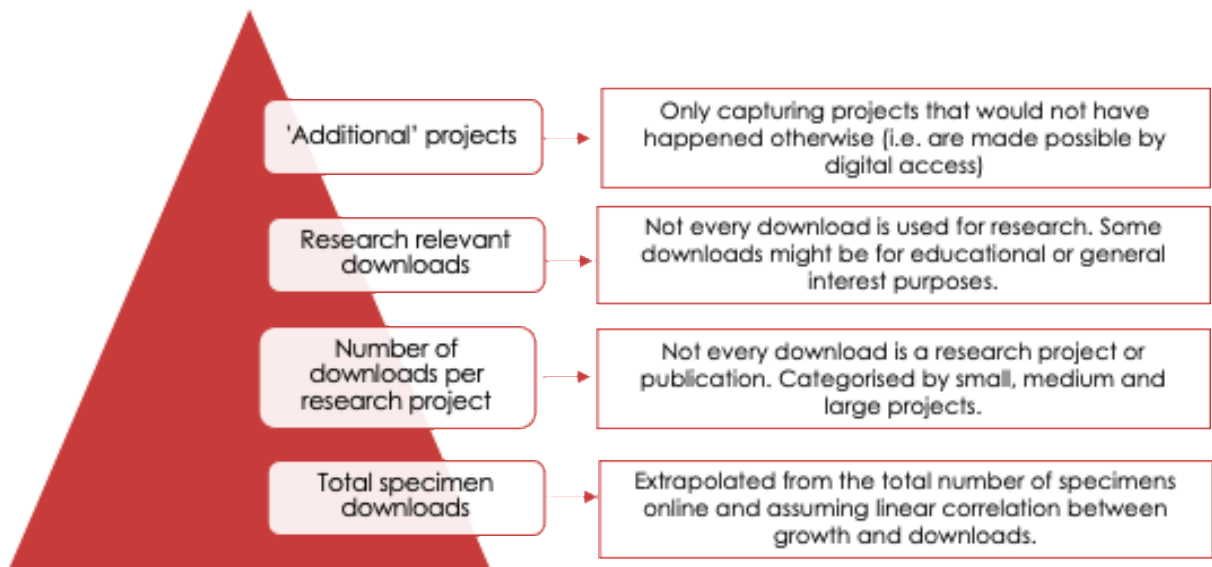 'Additional' projects
Only capturing projects that would not have
happened otherwise (i.e. are made possible by
digital access)
Research relevant
downloads
Not every download is used for research. Some
downloads might be for educational or general
interest purposes.
Number of
downloads per
research project
Not every download is a research project or
publication. Categorised by small, medium and
large projects.
Total specimen
downloads
Extrapolated from the total number of specimens
online and assuming linear correlation between
growth and downloads.